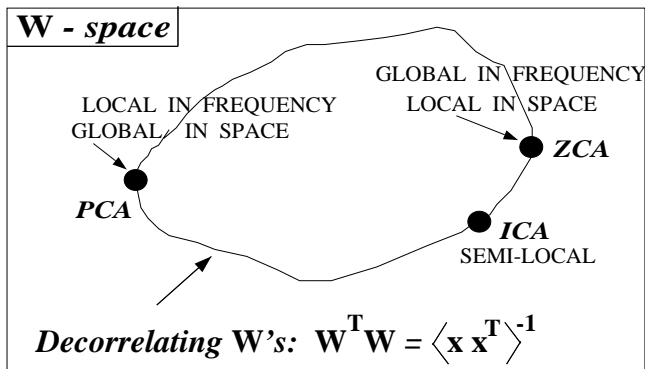 W - space
GLOBAL IN FREQUENCY
LOCAL IN SPACE
LOCAL IN FREQUENCY
GLOBAL IN SPACE
ZCA
PCA
ICA
SEMI-LOCAL
Decorrelating W's: W^T W = ⟨x x^T⟩^-1